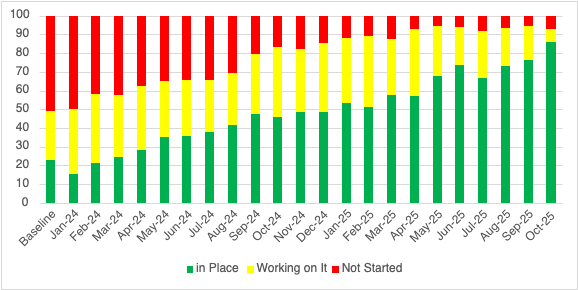 100
90
80
70
60
50
40
30
20
10
0
Baseline
Jan-24
Feb-24
Mar-24
Apr-24
May-24
Jun-24
Jul-24
Aug-24
Sep-24
Oct-24
Nov-24
Dec-24
Jan-25
Feb-25
Mar-25
Apr-25
May-25
Jun-25
Jul-25
Aug-25
Sep-25
Oct-25
in Place Working on It Not Started